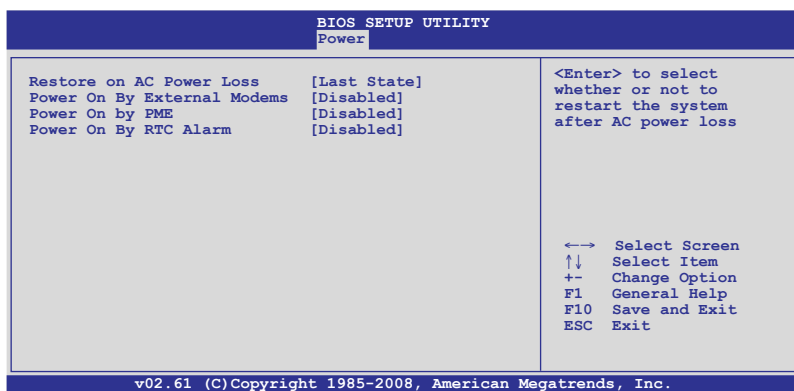 BIOS SETUP UTILITY
Power
Restore on AC Power Loss [Last State]
Power On By External Modems [Disabled]
Power On by PME [Disabled]
Power On By RTC Alarm [Disabled]
<Enter> to select
whether or not to
restart the system
after AC power loss
←→ Select Screen
↑↓ Select Item
+- Change Option
F1 General Help
F10 Save and Exit
ESC Exit
v02.61 (C)Copyright 1985-2008, American Megatrends, Inc.